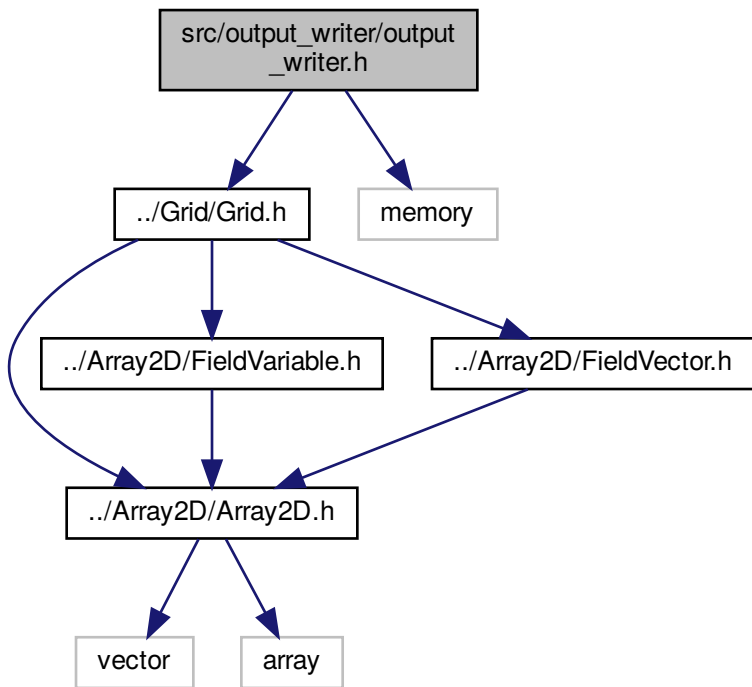 src/output_writer/output
_writer.h
../Grid/Grid.h
memory
../Array2D/FieldVariable.h
../Array2D/FieldVector.h
../Array2D/Array2D.h
vector
array